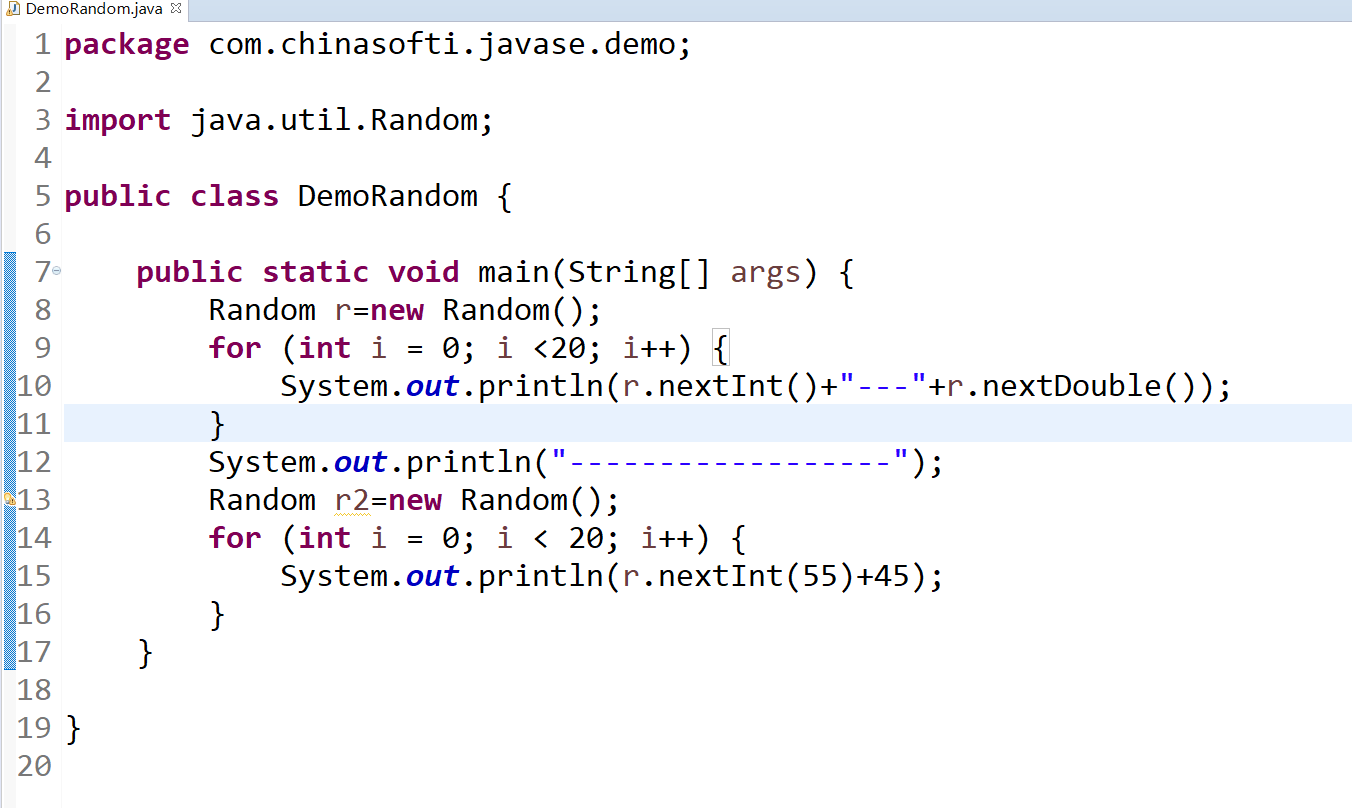 DemoRandom.java
1 package com.chinasofti.javase.demo;
2
3 import java.util.Random;
4
5 public class DemoRandom {
6
7     public static void main(String[] args) {
8         Random r=new Random();
9         for (int i = 0; i <20; i++) {
10             System.out.println(r.nextInt()+"---"+r.nextDouble());
11         }
12         System.out.println("------------------");
13         Random r2=new Random();
14         for (int i = 0; i < 20; i++) {
15             System.out.println(r.nextInt(55)+45);
16         }
17     }
18
19 }
20